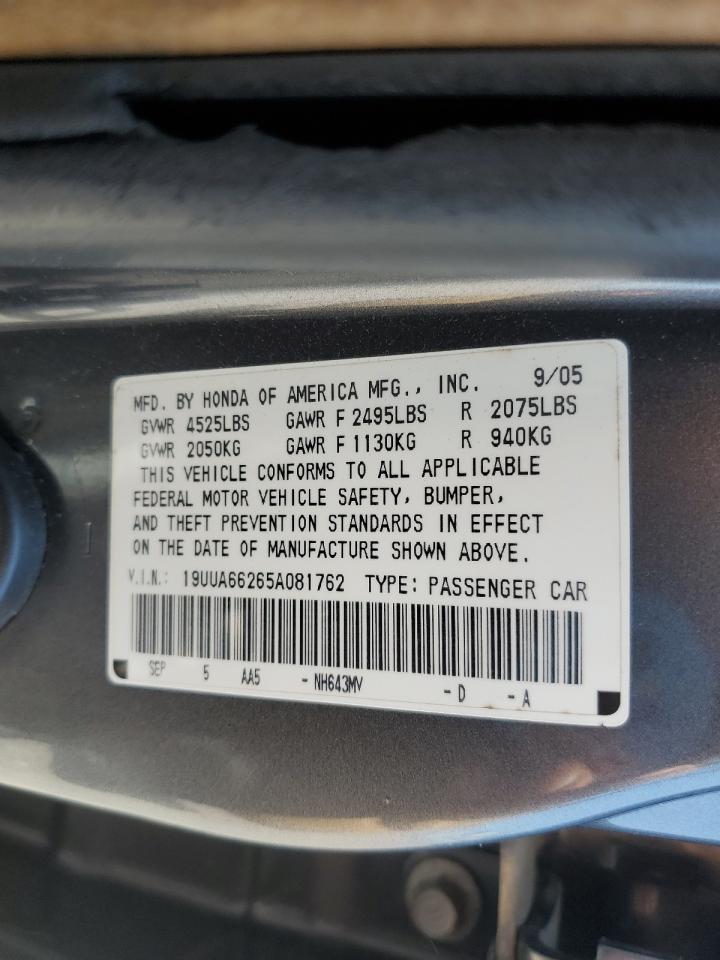 MFD. BY HONDA OF AMERICA MFG., INC. 9/05
GVWR 4525LBS GAWR F 2495LBS R 2075LBS
GVWR 2050KG GAWR F 1130KG R 940KG
THIS VEHICLE CONFORMS TO ALL APPLICABLE
FEDERAL MOTOR VEHICLE SAFETY, BUMPER,
AND THEFT PREVENTION STANDARDS IN EFFECT
ON THE DATE OF MANUFACTURE SHOWN ABOVE.
V.I.N.: 19UUA66265A081762 TYPE: PASSENGER CAR
SEP 5 AA5 - NH643MV - D - A